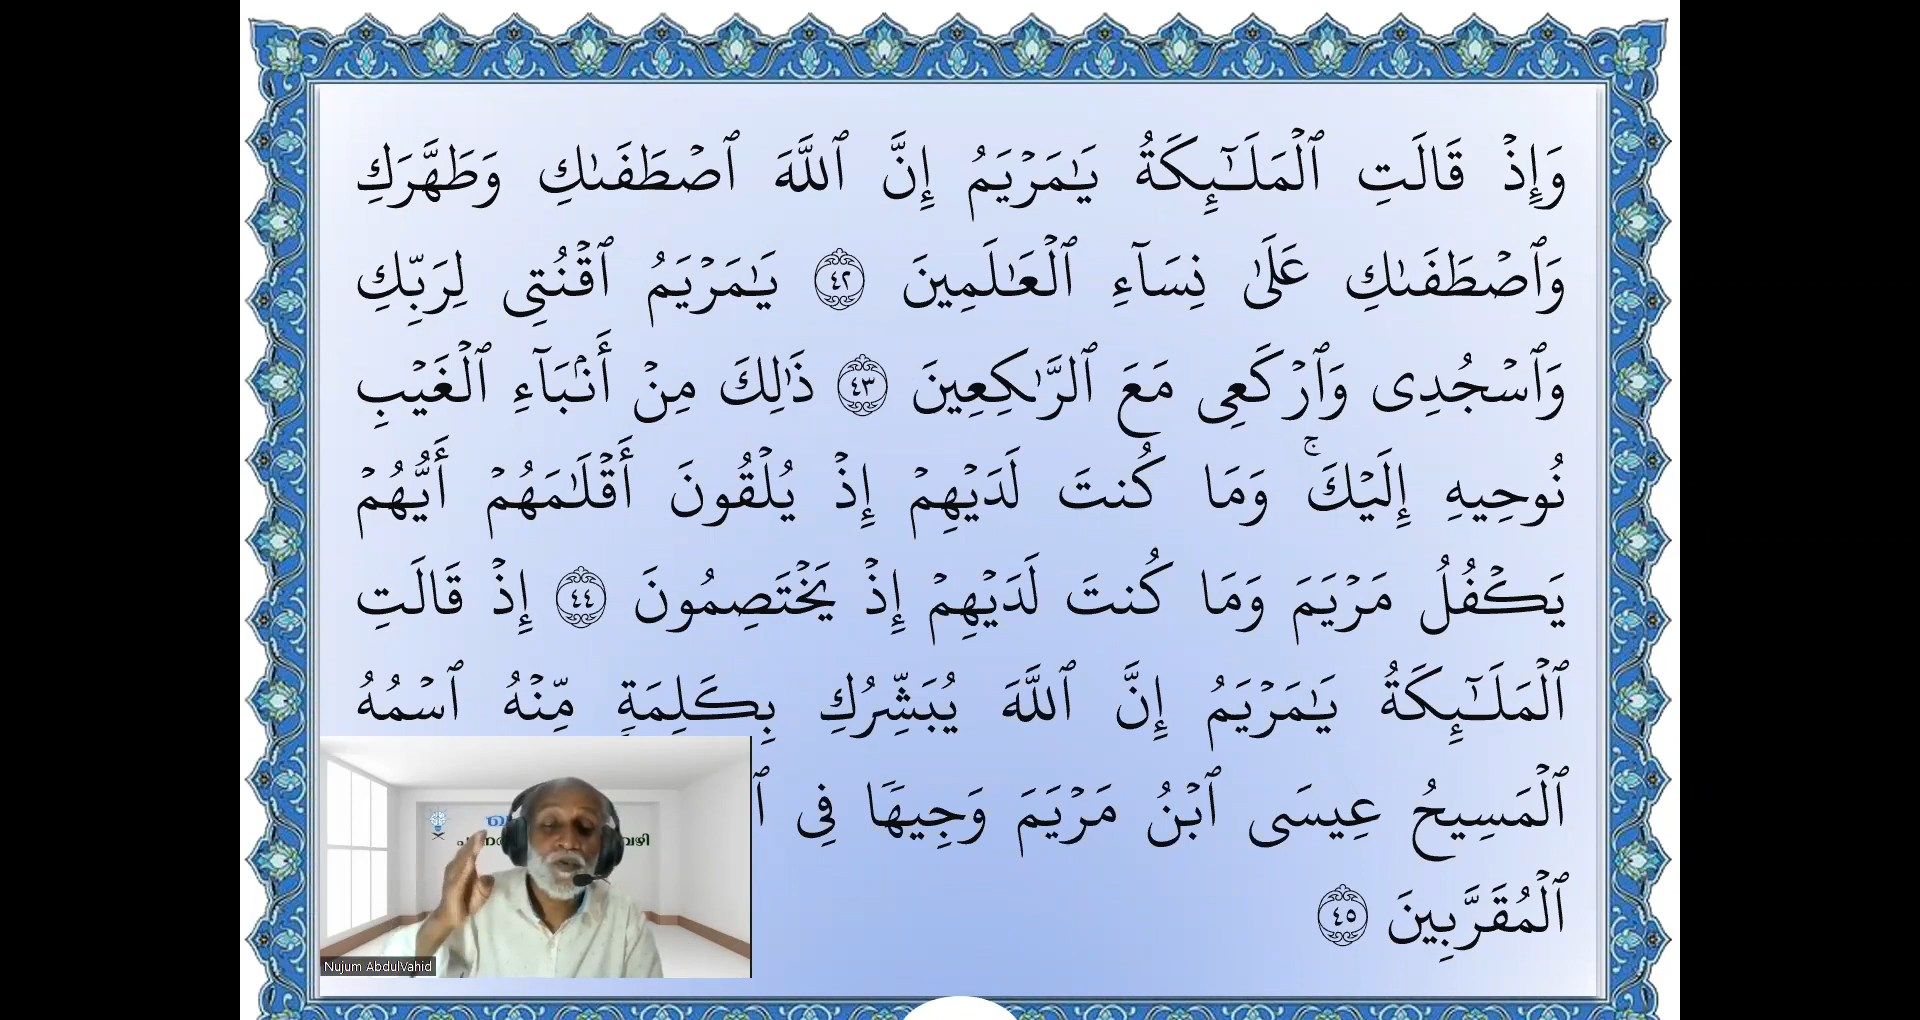 وَإِذۡ قَالَتِ ٱلۡمَلَـٰٓئِكَةُ يَـٰمَرۡيَمُ إِنَّ ٱللَّهَ ٱصۡطَفَىٰكِ وَطَهَّرَكِ
وَٱصۡطَفَىٰكِ عَلَىٰ نِسَآءِ ٱلۡعَـٰلَمِينَ ٤٢ يَـٰمَرۡيَمُ ٱقۡنُتِى لِرَبِّكِ
وَٱسۡجُدِى وَٱرۡكَعِى مَعَ ٱلرَّٰكِعِينَ ٤٣ ذَٰلِكَ مِنۡ أَنۢبَآءِ ٱلۡغَيۡبِ
نُوحِيهِ إِلَيۡكَۚ وَمَا كُنتَ لَدَيۡهِمۡ إِذۡ يُلۡقُونَ أَقۡلَـٰمَهُمۡ أَيُّهُمۡ
يَكۡفُلُ مَرۡيَمَ وَمَا كُنتَ لَدَيۡهِمۡ إِذۡ يَخۡتَصِمُونَ ٤٤ إِذۡ قَالَتِ
ٱلۡمَلَـٰٓئِكَةُ يَـٰمَرۡيَمُ إِنَّ ٱللَّهَ يُبَشِّرُكِ بِكَلِمَةٍ مِّنۡهُ ٱسۡمُهُ
ٱلۡمَسِيحُ عِيسَى ٱبۡنُ مَرۡيَمَ وَجِيهًا فِى
ٱلۡمُقَرَّبِينَ ٤٥
Nujum AbdulVahid